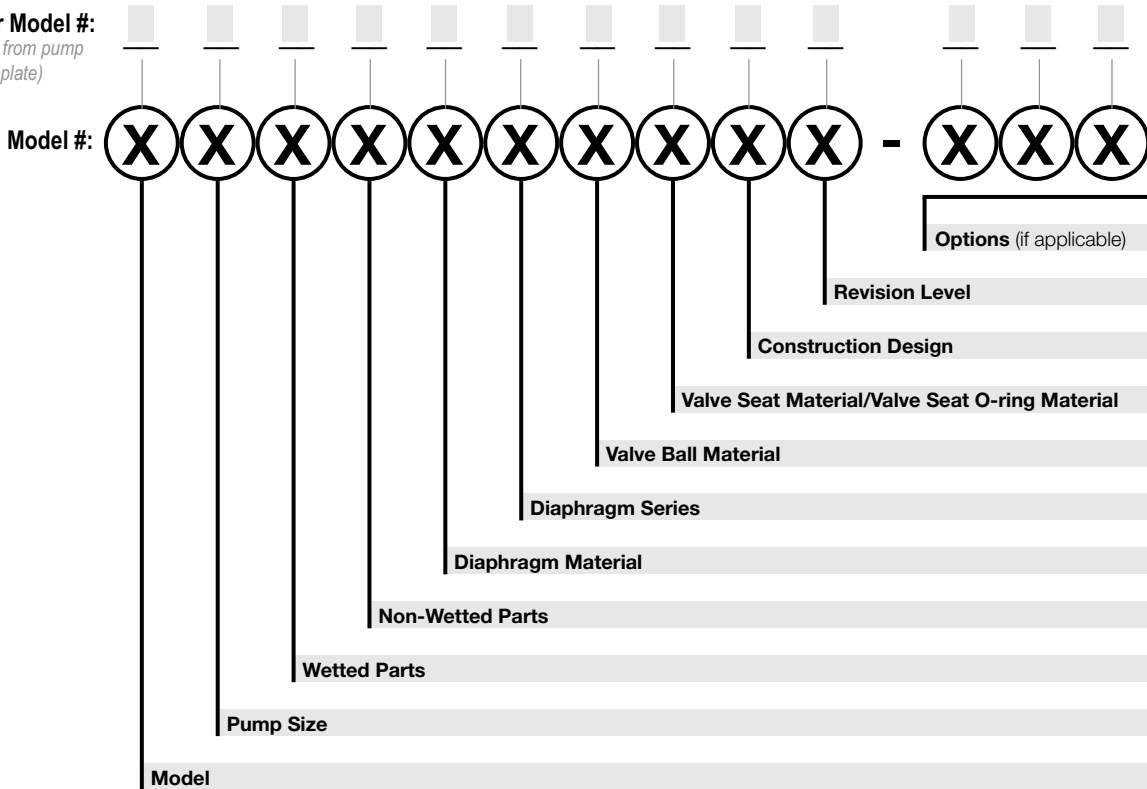 r Model #:
from pump
plate)
Model #: X X X X X X X X X X - X X X
Options (if applicable)
Revision Level
Construction Design
Valve Seat Material/Valve Seat O-ring Material
Valve Ball Material
Diaphragm Series
Diaphragm Material
Non-Wetted Parts
Wetted Parts
Pump Size
Model